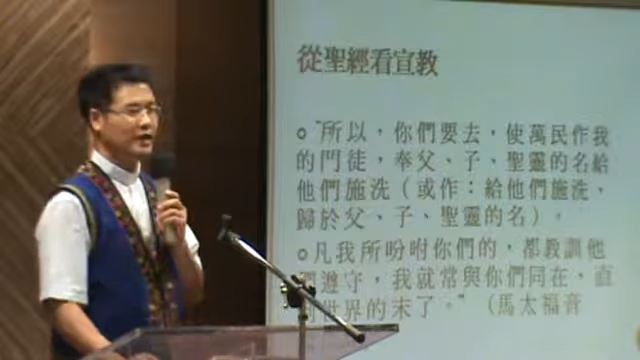 從聖經看宣教
“所以，你們要去，使萬民作我
的門徒，奉父、子、聖靈的名給
他們施洗（或作：給他們施洗，
歸於父、子、聖靈的名）。
凡我所吩咐你們的，都教訓他
遵守，我就常與你們同在，直
世界的末了。”（馬太福音